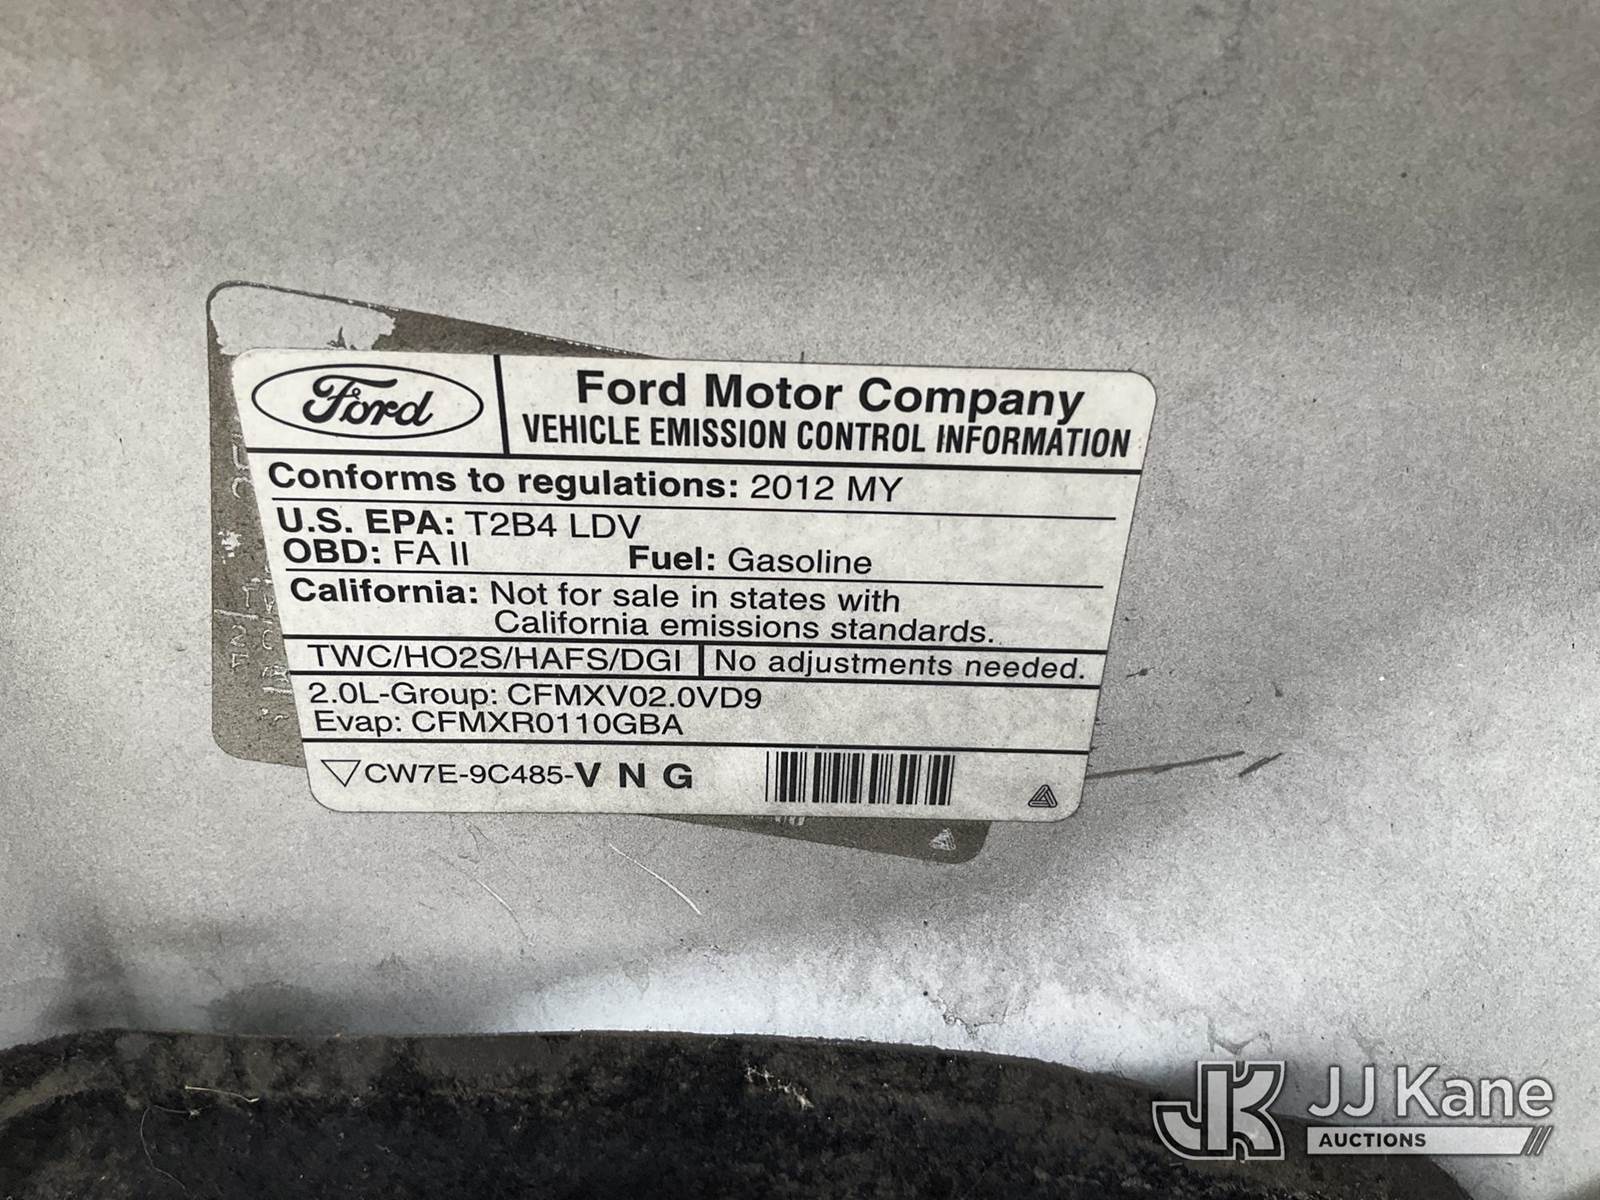 Ford
Ford Motor Company
VEHICLE EMISSION CONTROL INFORMATION
Conforms to regulations: 2012 MY
U.S. EPA: T2B4 LDV
OBD: FA II Fuel: Gasoline
California: Not for sale in states with
California emissions standards.
TWC/HO2S/HAFS/DGI No adjustments needed.
2.0L-Group: CFMXV02.0VD9
Evap: CFMXR0110GBA
CW7E-9C485-V N G
JK JJ Kane
AUCTIONS